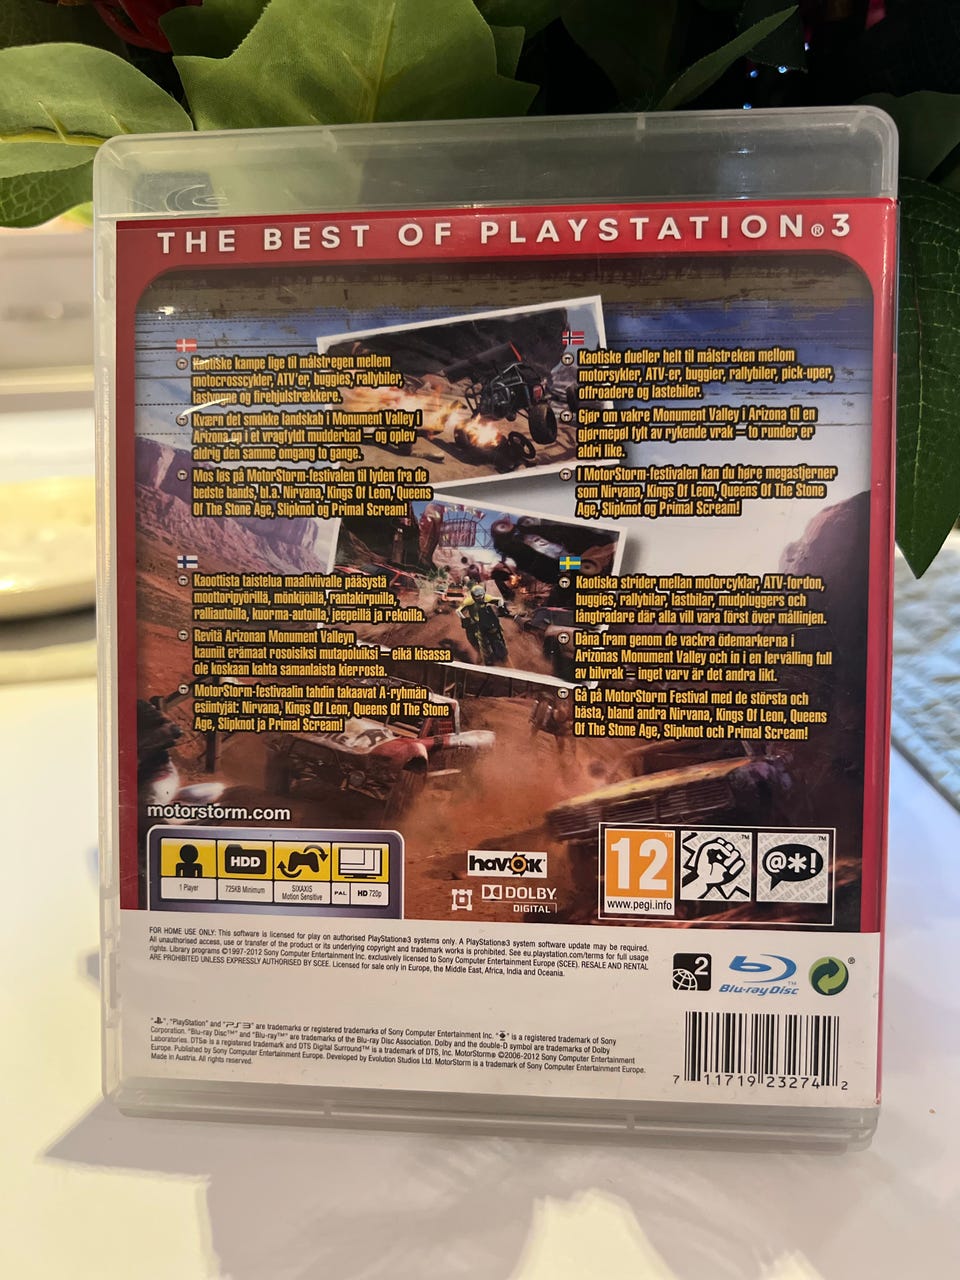 THE BEST OF PLAYSTATION®3
Kaotiske kampe lige til målstregen mellem
motocrosscykler, ATV'er, buggies, rallybiler,
lastvogne og firehjulstrækkere.
Kværn det smukke landskab i Monument Valley i
Arizona op i et vragfyldt mudderbad – og oplev
aldrig den samme omgang to gange.
Mos løs på MotorStorm-festivalen til lyden fra de
bedste bands, bl.a. Nirvana, Kings Of Leon, Queens
Of The Stone Age, Slipknot og Primal Scream!
Kaotiske dueller helt til målstreken mellom
motorsykler, ATV-er, buggier, rallybiler, pick-uper,
offroadere og lastebiler.
Gjør om vakre Monument Valley i Arizona til en
gjørmepøl fylt av rykende vrak – to runder er
aldri like.
I MotorStorm-festivalen kan du høre megastjerner
som Nirvana, Kings Of Leon, Queens Of The Stone
Age, Slipknot og Primal Scream!
Kaoottista taistelua maaliviivalle pääsystä
moottoripyörillä, mönkijöillä, rantakirpuilla,
ralliautoilla, kuorma-autoilla, jeepeillä ja rekoilla.
Revitä Arizonan Monument Valleyn
kauniit erämaat rosoisiksi mutapoluiksi – eikä kisassa
ole koskaan kahta samanlaista kierrosta.
MotorStorm-festivaalin tahdin takaavat A-ryhmän
esiintyjät: Nirvana, Kings Of Leon, Queens Of The Stone
Age, Slipknot ja Primal Scream!
Kaotiska strider mellan motorcyklar, ATV-fordon,
buggies, rallybilar, lastbilar, mudpluggers och
långtradare där alla vill vara först över mållinjen.
Dåna fram genom de vackra ödemarkerna i
Arizonas Monument Valley och in i en lervälling full
av bilvrak – inget varv är det andra likt.
Gå på MotorStorm Festival med de största och
bästa, bland andra Nirvana, Kings Of Leon, Queens
Of The Stone Age, Slipknot och Primal Scream!
motorstorm.com
HDD
1 Player
725KB Minimum
SIXAXIS
Motion Sensitive
PAL
HD 720p
havok
DOLBY
DIGITAL
12
www.pegi.info
@*!
FOR HOME USE ONLY: This software is licensed for play on authorised PlayStation®3 systems only. A PlayStation®3 system software update may be required.
All unauthorised access, use or transfer of the product or its underlying copyright and trademark works is prohibited. See eu.playstation.com/terms for full usage
rights. Library programs ©1997-2012 Sony Computer Entertainment Inc. exclusively licensed to Sony Computer Entertainment Europe (SCEE). RESALE AND RENTAL
ARE PROHIBITED UNLESS EXPRESSLY AUTHORISED BY SCEE. Licensed for sale only in Europe, the Middle East, Africa, India and Oceania.
2
Blu-ray Disc™
®
"", "PlayStation" and "PS3" are trademarks or registered trademarks of Sony Computer Entertainment Inc. "" is a registered trademark of Sony
Corporation. "Blu-ray Disc™" and "Blu-ray™" are trademarks of the Blu-ray Disc Association. Dolby and the double-D symbol are trademarks of Dolby
Laboratories. DTS® is a registered trademark and DTS Digital Surround™ is a trademark of DTS, Inc. MotorStorm® ©2006-2012 Sony Computer Entertainment
Europe. Published by Sony Computer Entertainment Europe. Developed by Evolution Studios Ltd. MotorStorm is a trademark of Sony Computer Entertainment Europe.
Made in Austria. All rights reserved.
7 11719 23274 2